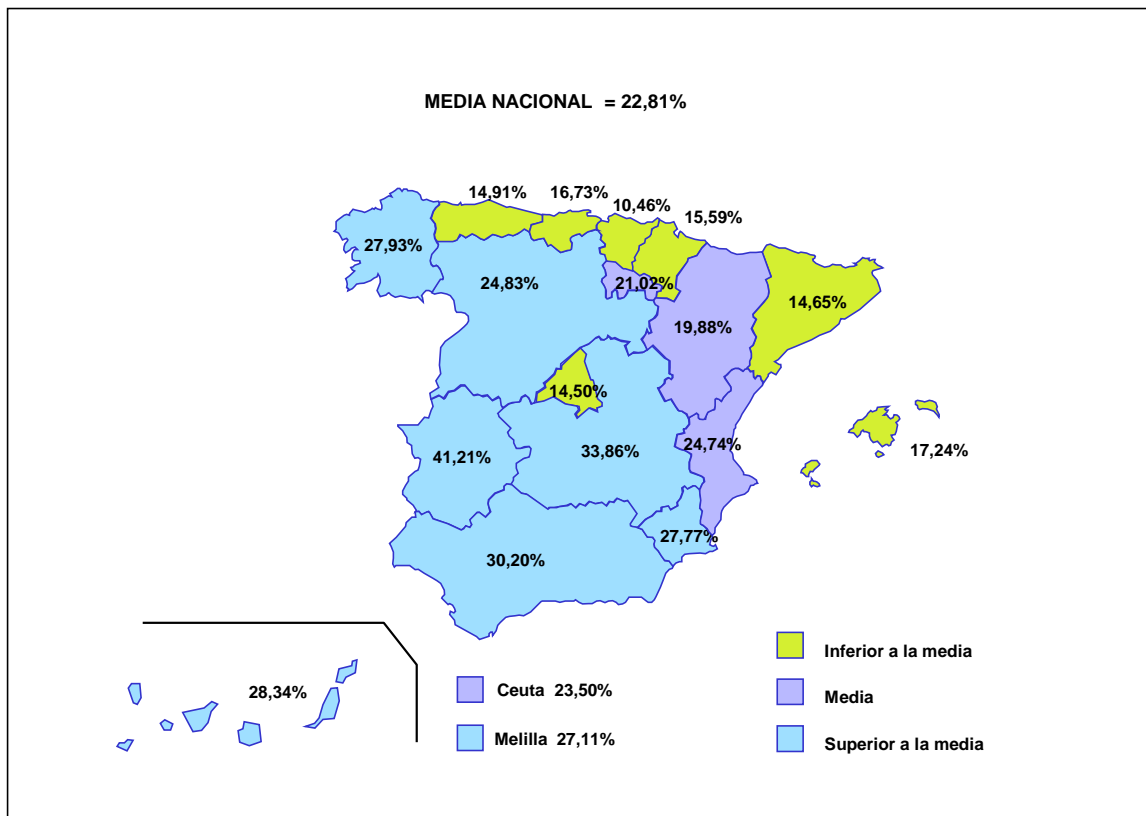 MEDIA NACIONAL = 22,81%
14,91%
16,73%
10,46%
15,59%
27,93%
24,83%
21,02%
14,65%
19,88%
14,50%
41,21%
33,86%
24,74%
17,24%
27,77%
30,20%
28,34%
Ceuta 23,50%
Melilla 27,11%
Inferior a la media
Media
Superior a la media